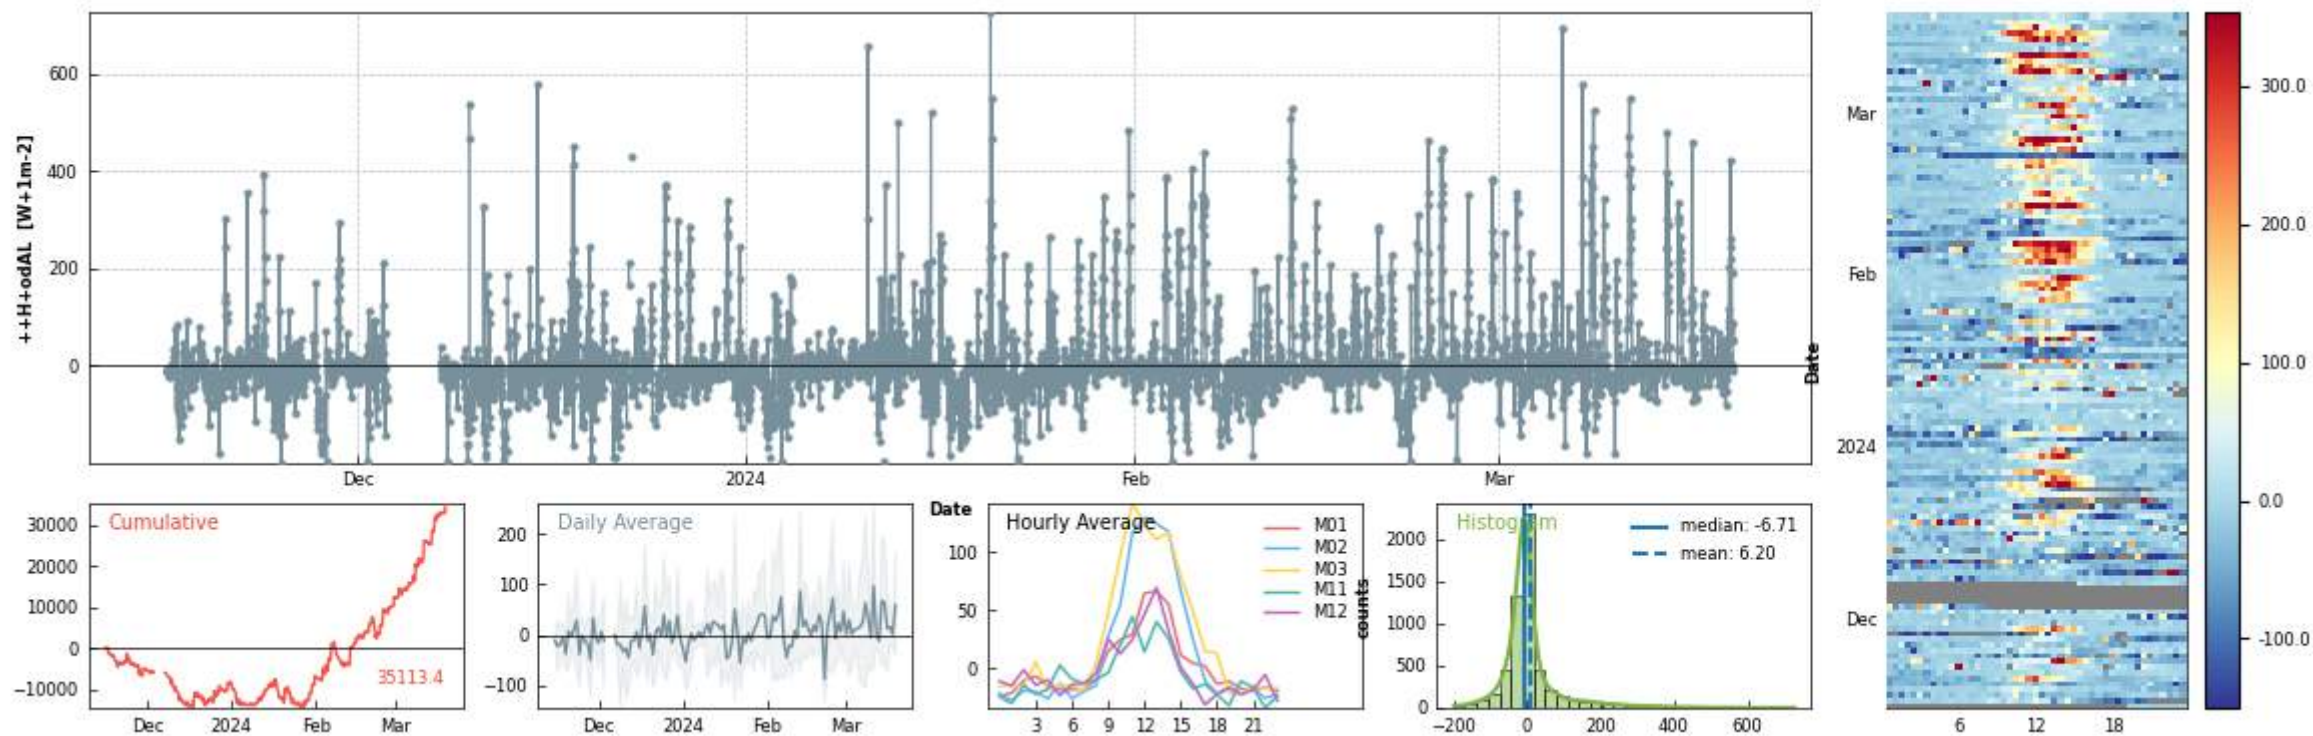 ++H+odAL [W+1m-2]
600
400
200
0
Dec
2024
Feb
Mar
Date
Cumulative
30000
20000
10000
0
−10000
35113.4
Dec
2024
Feb
Mar
Daily Average
200
100
0
−100
Dec
2024
Feb
Mar
Date
Hourly Average
100
50
0
M01
M02
M03
M11
M12
3
6
9
12
15
18
21
counts
Histogram
median: -6.71
mean: 6.20
2000
1500
1000
500
0
−200
0
200
400
600
Mar
Feb
2024
Dec
6
12
18
300.0
200.0
100.0
0.0
-100.0